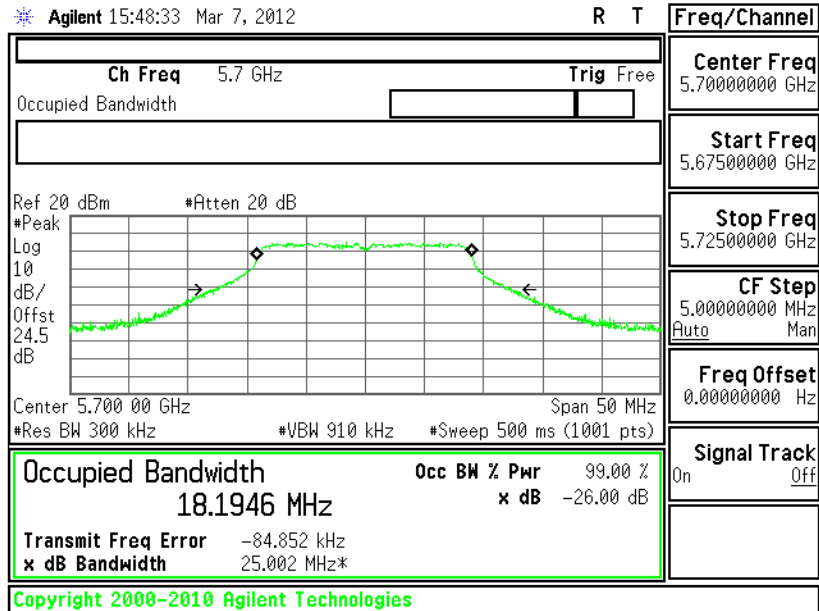 Agilent 15:48:33 Mar 7, 2012 R T
Freq/Channel
Ch Freq 5.7 GHz Trig Free
Occupied Bandwidth
Center Freq
5.70000000 GHz
Start Freq
5.67500000 GHz
Stop Freq
5.72500000 GHz
CF Step
5.00000000 MHz
Auto Man
Freq Offset
0.00000000 Hz
Signal Track
On Off
Ref 20 dBm #Atten 20 dB
#Peak
Log
10
dB/
Offst
24.5
dB
Center 5.700 00 GHz Span 50 MHz
#Res BW 300 kHz #VBW 910 kHz #Sweep 500 ms (1001 pts)
Occupied Bandwidth Occ BW % Pwr 99.00 %
18.1946 MHz x dB -26.00 dB
Transmit Freq Error -84.852 kHz
x dB Bandwidth 25.002 MHz*
Copyright 2000-2010 Agilent Technologies